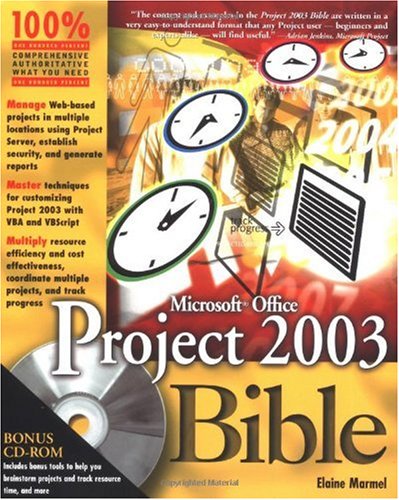 100%
ONE HUNDRED PERCENT
COMPREHENSIVE
AUTHORITATIVE
WHAT YOU NEED
ONE HUNDRED PERCENT
"The content and examples in the Project 2003 Bible are written in a
very easy-to-understand format that any Project user — beginners and
experts alike — will find useful."
—Adrian Jenkins, Microsoft Project
Manage Web-based
projects in multiple
locations using Project
Server, establish
security, and generate
reports
Master techniques
for customizing
Project 2003 with
VBA and VBScript
Multiply resource
efficiency and cost
effectiveness,
coordinate multiple
projects, and track
progress
2003
2004
track
progress
2007
Microsoft® Office
Project 2003
Bible
BONUS
CD-ROM
Includes bonus tools to help you
brainstorm projects and track resource
time, and more
Elaine Marmel
Copyrighted Material